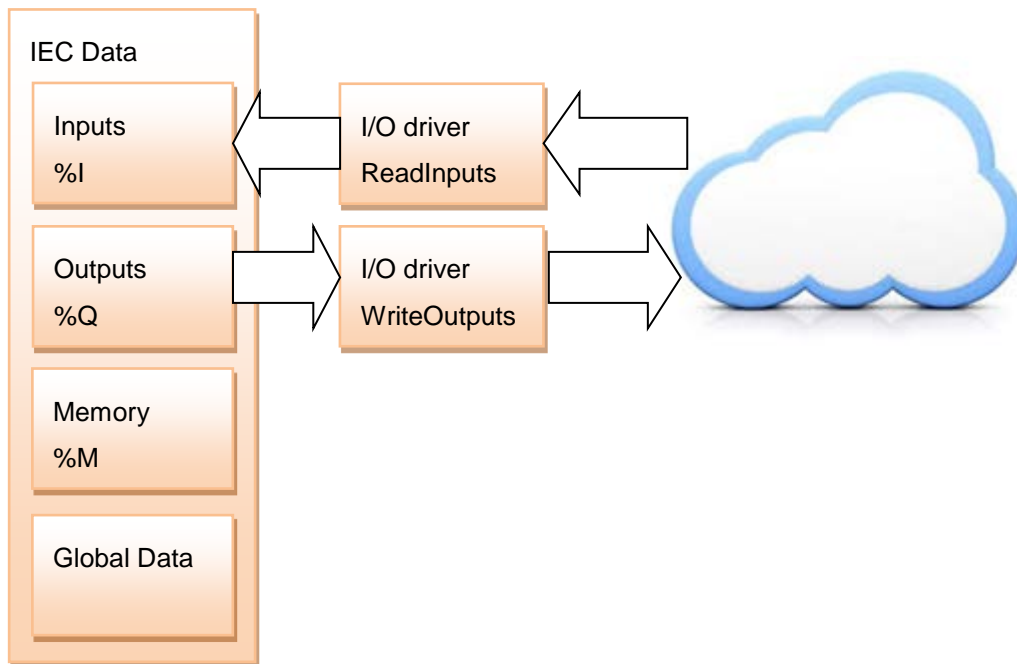 IEC Data
Inputs
%I
I/O driver
ReadInputs
Outputs
%Q
I/O driver
WriteOutputs
Memory
%M
Global Data